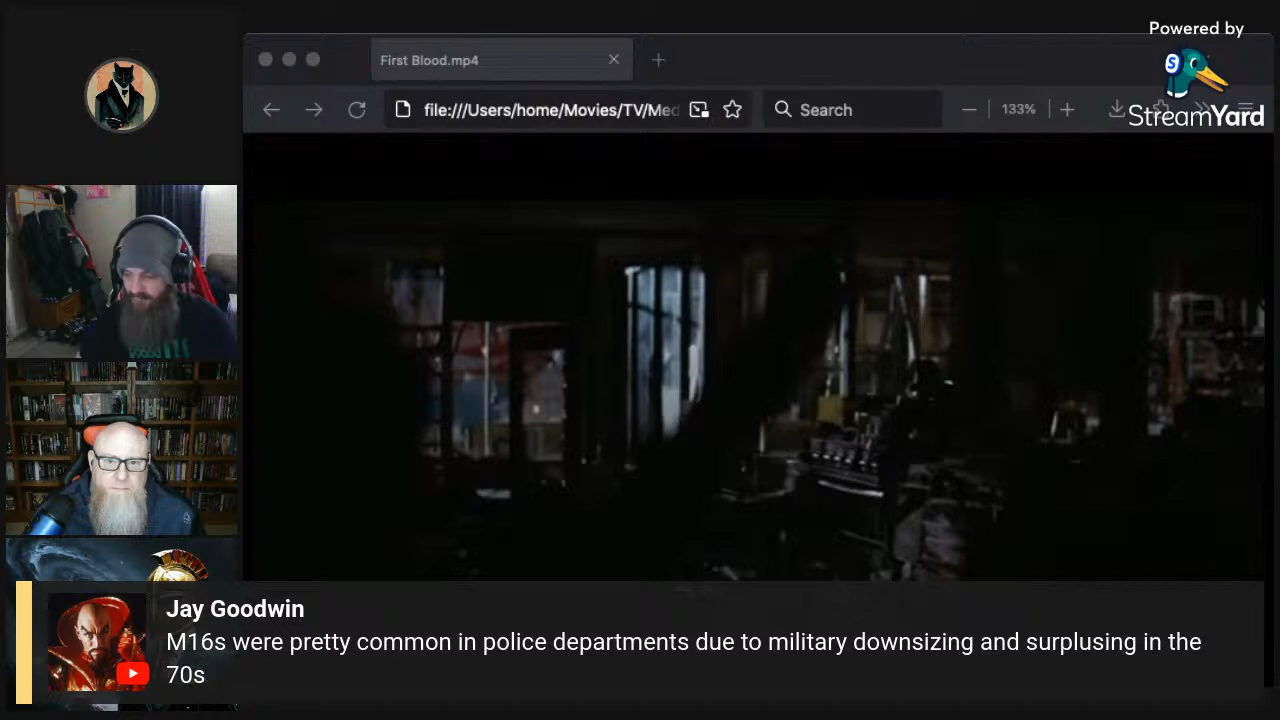 Powered by
First Blood.mp4
file:///Users/home/Movies/TV/Med
Search
133%
StreamYard
Jay Goodwin
M16s were pretty common in police departments due to military downsizing and surplusing in the
70s